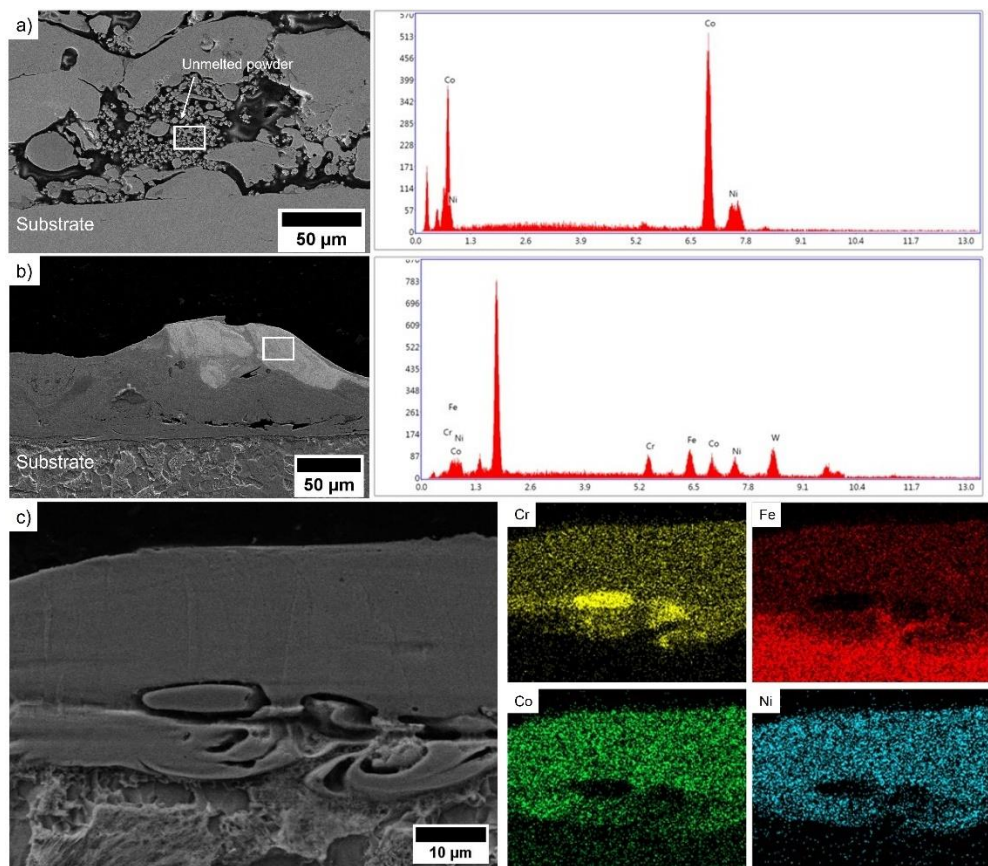 a)
Unmelted powder
Substrate
50 µm
570
513
456
399
342
285
228
171
114
57
0
Co
Ni
Co
Ni
0.0 1.3 2.6 3.9 5.2 6.5 7.8 9.1 10.4 11.7 13.0
b)
Substrate
50 µm
870
783
696
609
522
435
348
261
174
87
0
Fe
Cr
Ni
Co
Cr
Fe
Co
Ni
W
0.0 1.3 2.6 3.9 5.2 6.5 7.8 9.1 10.4 11.7 13.0
c)
10 µm
Cr
Fe
Co
Ni